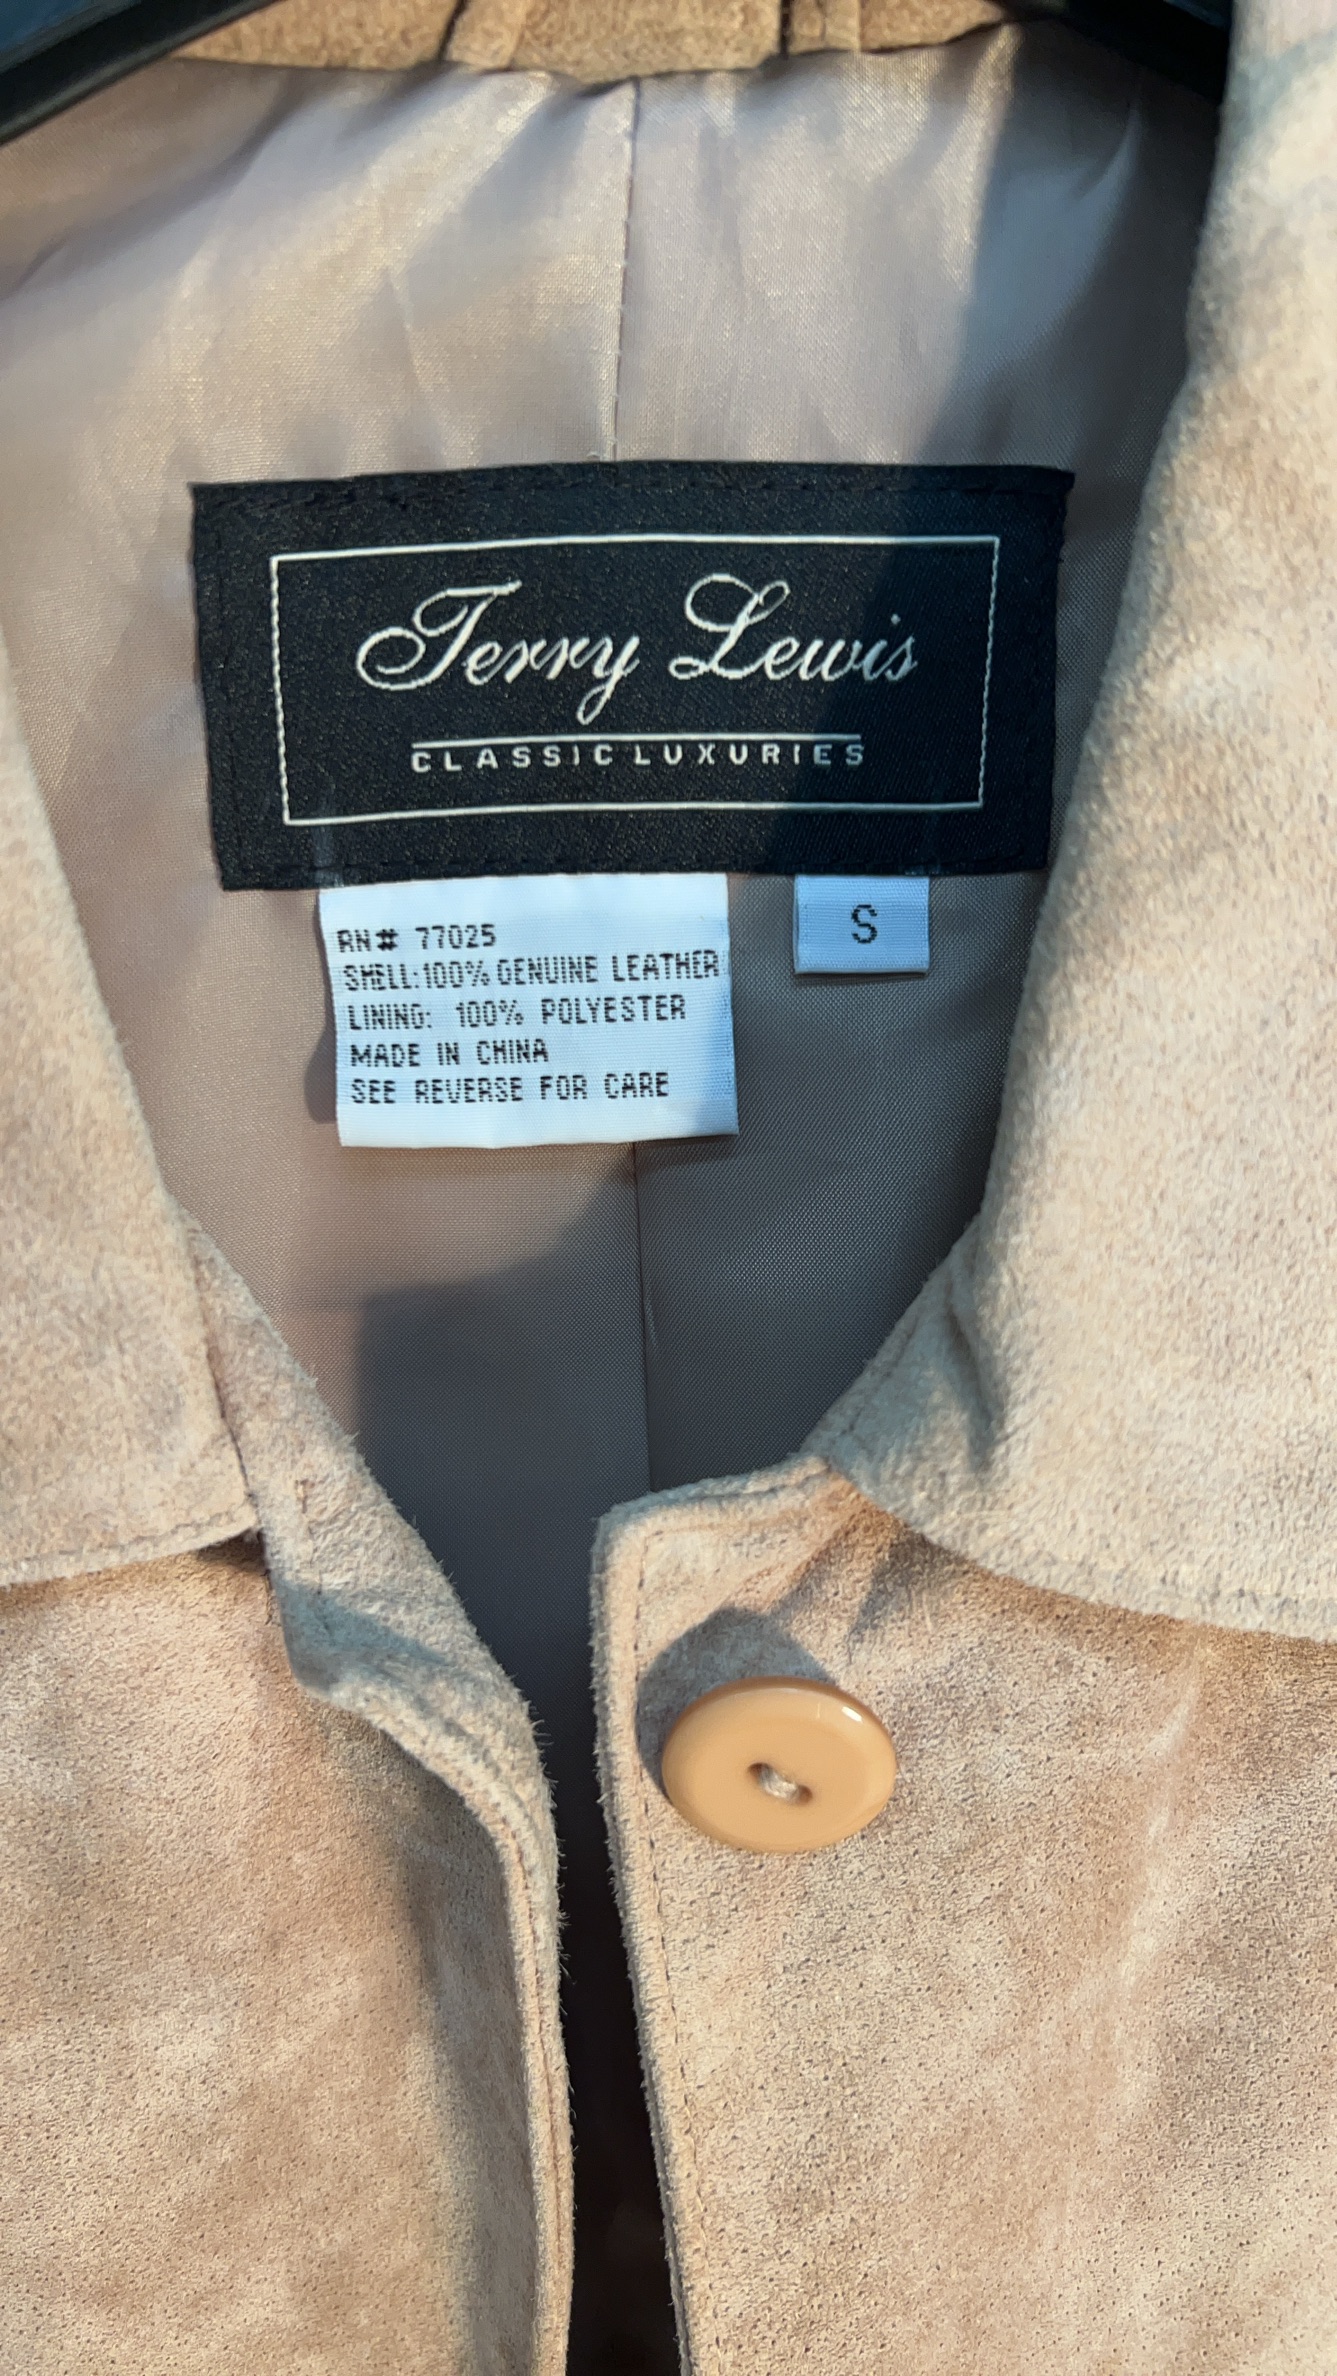 Terry Lewis
CLASSIC LUXURIES
RN# 77025
SHELL: 100% GENUINE LEATHER
LINING: 100% POLYESTER
MADE IN CHINA
SEE REVERSE FOR CARE
S